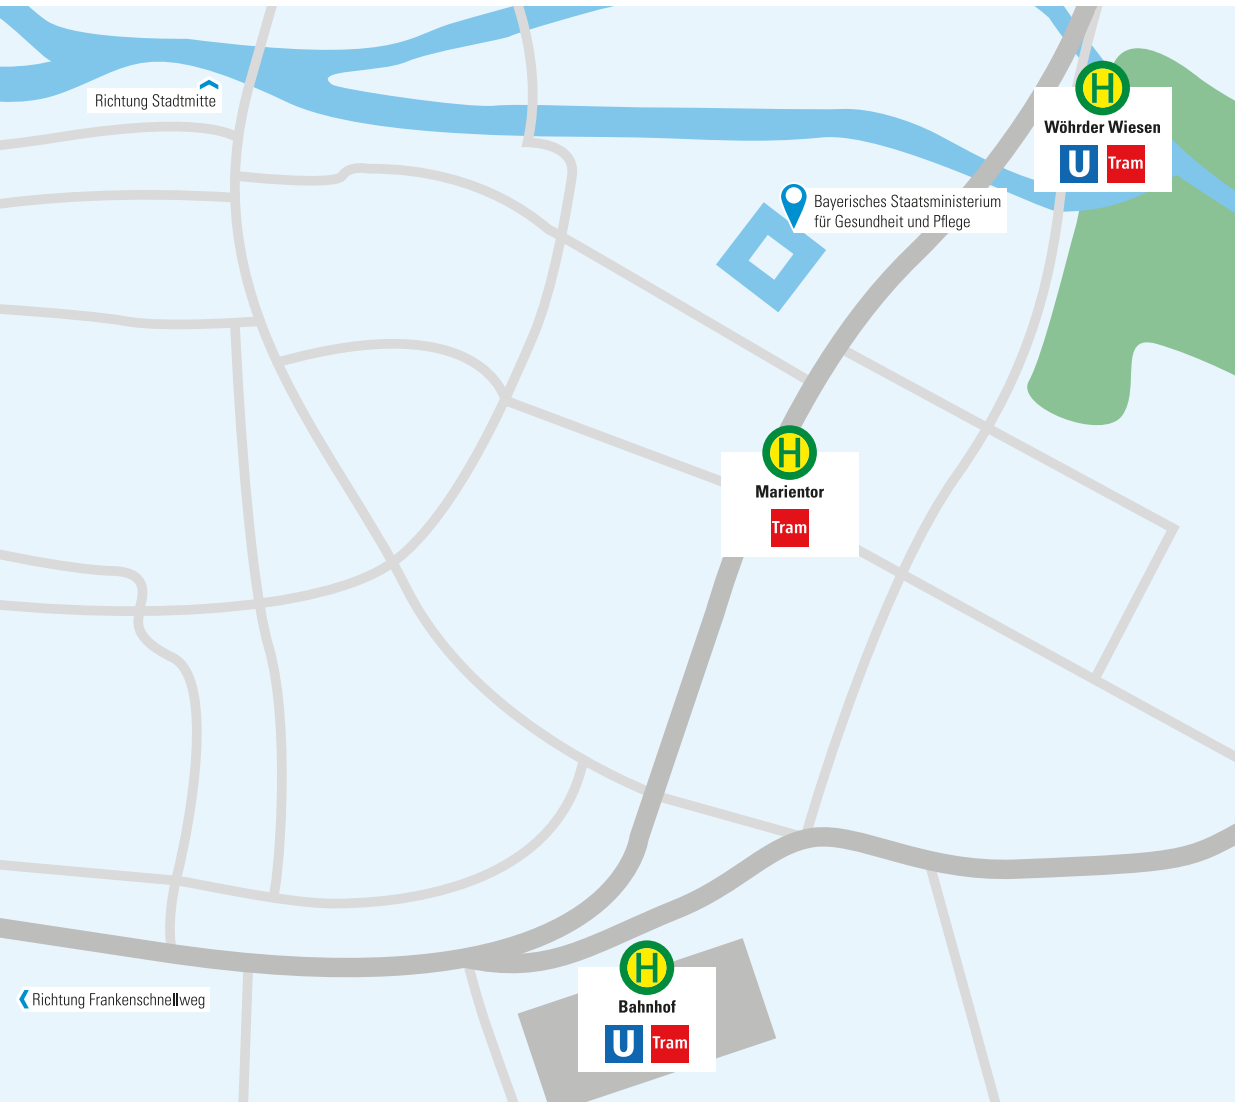 Richtung Stadtmitte
H
Wöhrder Wiesen
U Tram
Bayerisches Staatsministerium
für Gesundheit und Pflege
H
Marientor
Tram
H
Bahnhof
U Tram
Richtung Frankenschnellweg